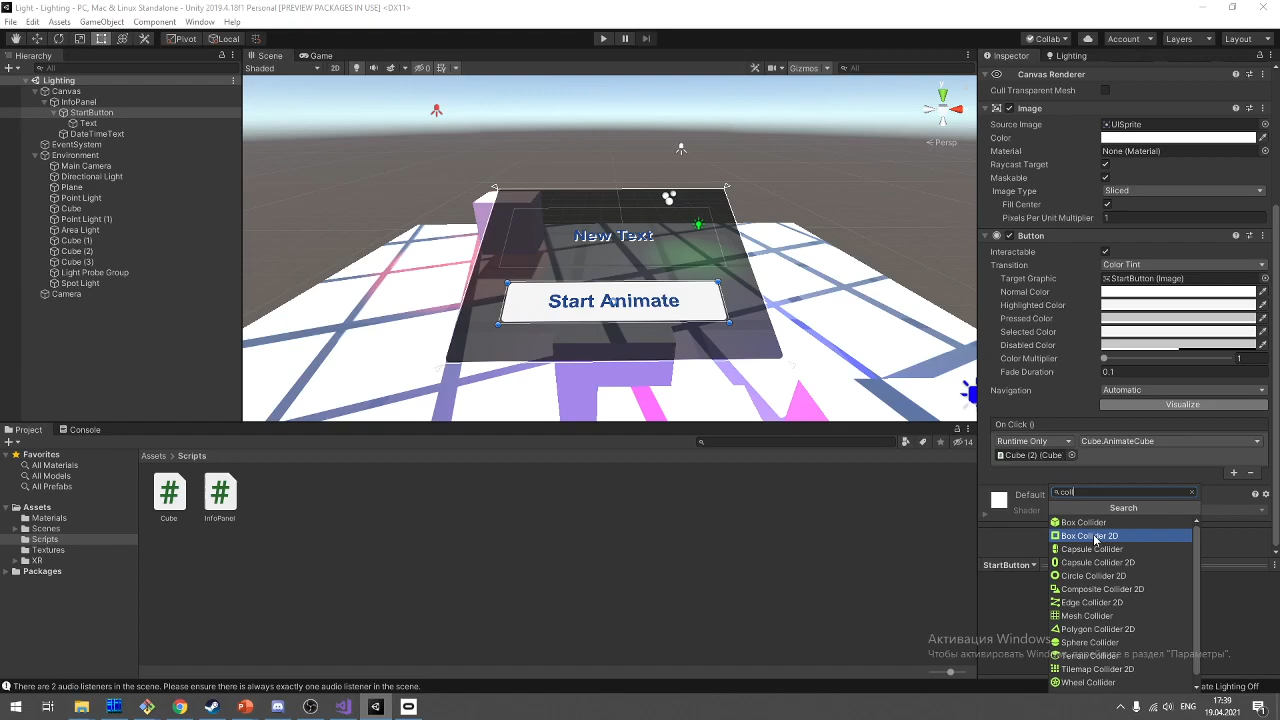 Light - Lighting - PC, Mac & Linux Standalone - Unity 2019.4.18f1 Personal [PREVIEW PACKAGES IN USE] <DX11>
File Edit Assets GameObject Component Window Help
Pivot Local Collab Account Layers Layout
Hierarchy
All
Lighting
Canvas
InfoPanel
StartButton
Text
DateTimeText
EventSystem
Environment
Main Camera
Directional Light
Plane
Point Light
Cube
Point Light (1)
Area Light
Cube (1)
Cube (2)
Cube (3)
Light Probe Group
Spot Light
Camera
Scene Game
Shaded 2D 0 Gizmos All
y
Persp
New Text
Start Animate
Inspector Lighting
Canvas Renderer
Cull Transparent Mesh
Image
Source Image UISprite
Color
Material None (Material)
Raycast Target
Maskable
Image Type Sliced
Fill Center
Pixels Per Unit Multiplier 1
Button
Interactable
Transition Color Tint
Target Graphic StartButton (Image)
Normal Color
Highlighted Color
Pressed Color
Selected Color
Disabled Color
Color Multiplier 1
Fade Duration 0.1
Navigation Automatic
Visualize
On Click ()
Runtime Only Cube.AnimateCube
Cube (2) (Cube
Default
Shader
coll
Search
Box Collider
Box Collider 2D
Capsule Collider
Capsule Collider 2D
Circle Collider 2D
Composite Collider 2D
Edge Collider 2D
Mesh Collider
Polygon Collider 2D
Sphere Collider
Terrain Collider
Tilemap Collider 2D
Wheel Collider
StartButton
Project Console
14
Favorites
All Materials
All Models
All Prefabs
Assets
Materials
Scenes
Scripts
Textures
XR
Packages
Assets > Scripts
Cube InfoPanel
Активация Windows
Чтобы активировать Windows, перейдите в раздел "Параметры".
There are 2 audio listeners in the scene. Please ensure there is always exactly one audio listener in the scene.
ate Lighting Off
ENG
17:39
19.04.2021